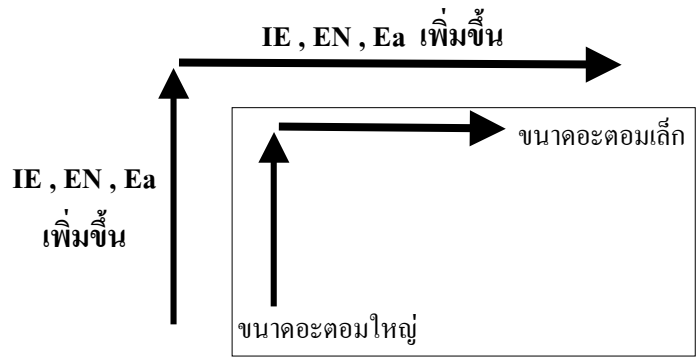 IE , EN , Ea เพิ่มขึ้น
ขนาดอะตอมเล็ก
IE , EN , Ea
เพิ่มขึ้น
ขนาดอะตอมใหญ่